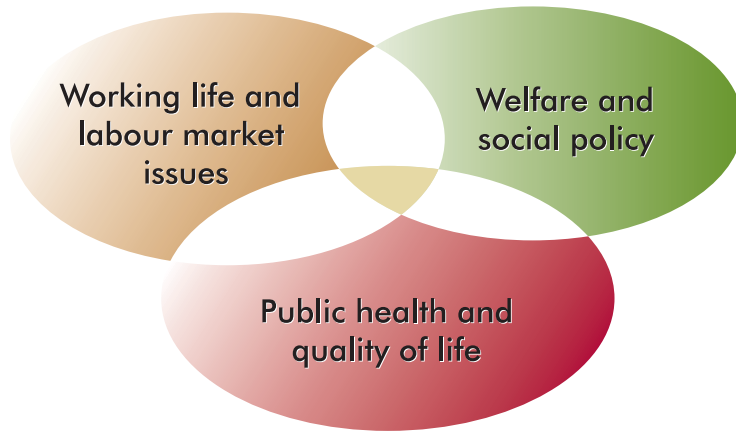 Working life and
labour market
issues
Welfare and
social policy
Public health and
quality of life